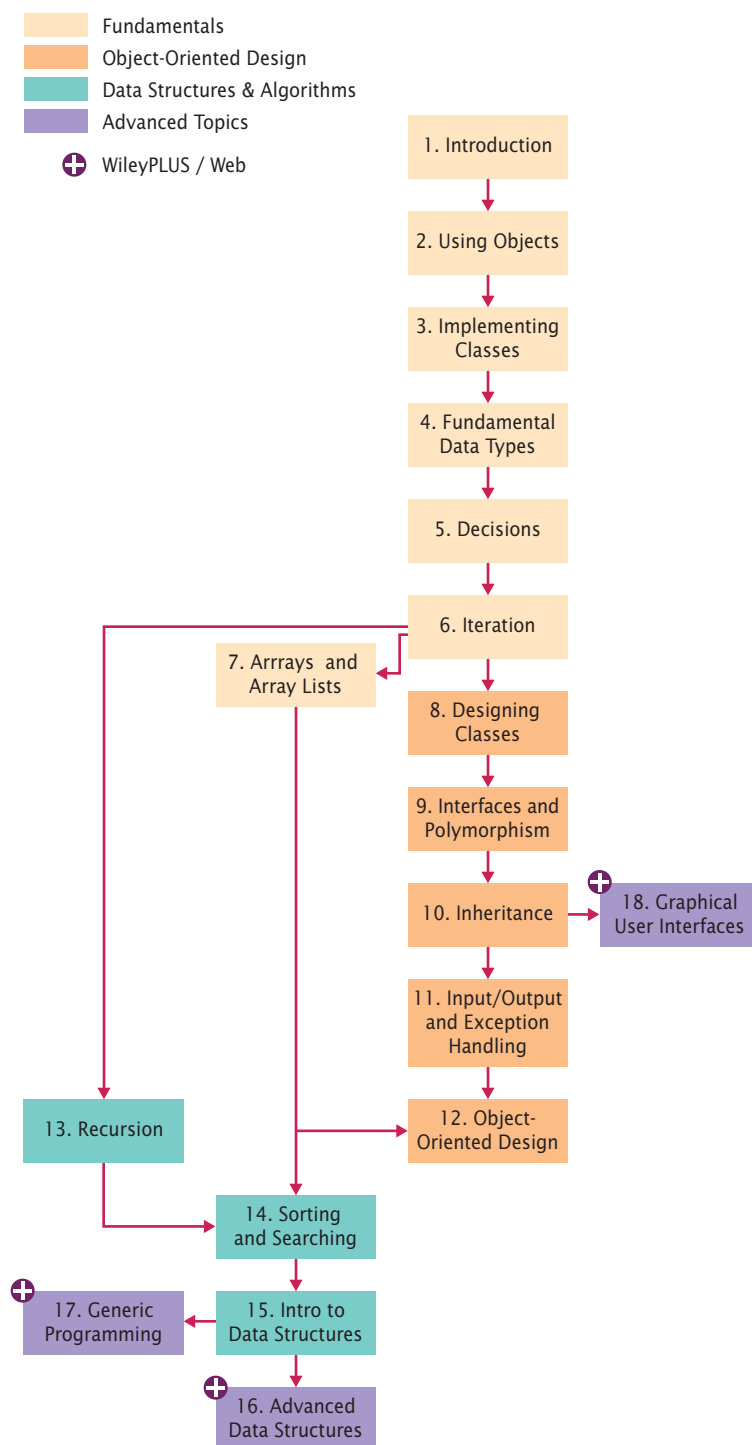 Fundamentals
Object-Oriented Design
Data Structures & Algorithms
Advanced Topics
WileyPLUS / Web
1. Introduction
2. Using Objects
3. Implementing
Classes
4. Fundamental
Data Types
5. Decisions
6. Iteration
7. Arrrays and
Array Lists
8. Designing
Classes
9. Interfaces and
Polymorphism
10. Inheritance
18. Graphical
User Interfaces
11. Input/Output
and Exception
Handling
12. Object-
Oriented Design
13. Recursion
14. Sorting
and Searching
15. Intro to
Data Structures
17. Generic
Programming
16. Advanced
Data Structures